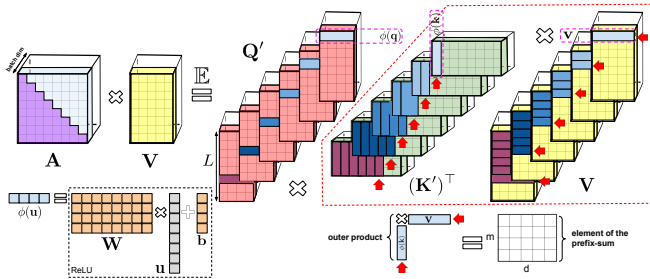 batch dim
A
V
𝔼
Q′
L
ϕ(q)
ϕ(k)
(K′)⊤
v
V
ϕ(u)
W
u
b
ReLU
outer product
ϕ(k)
v
m
d
element of the
prefix-sum